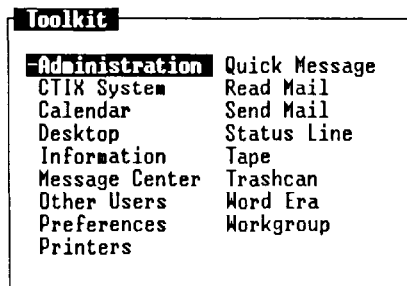 Toolkit
-Administration Quick Message
CTIX System Read Mail
Calendar Send Mail
Desktop Status Line
Information Tape
Message Center Trashcan
Other Users Word Era
Preferences Workgroup
Printers